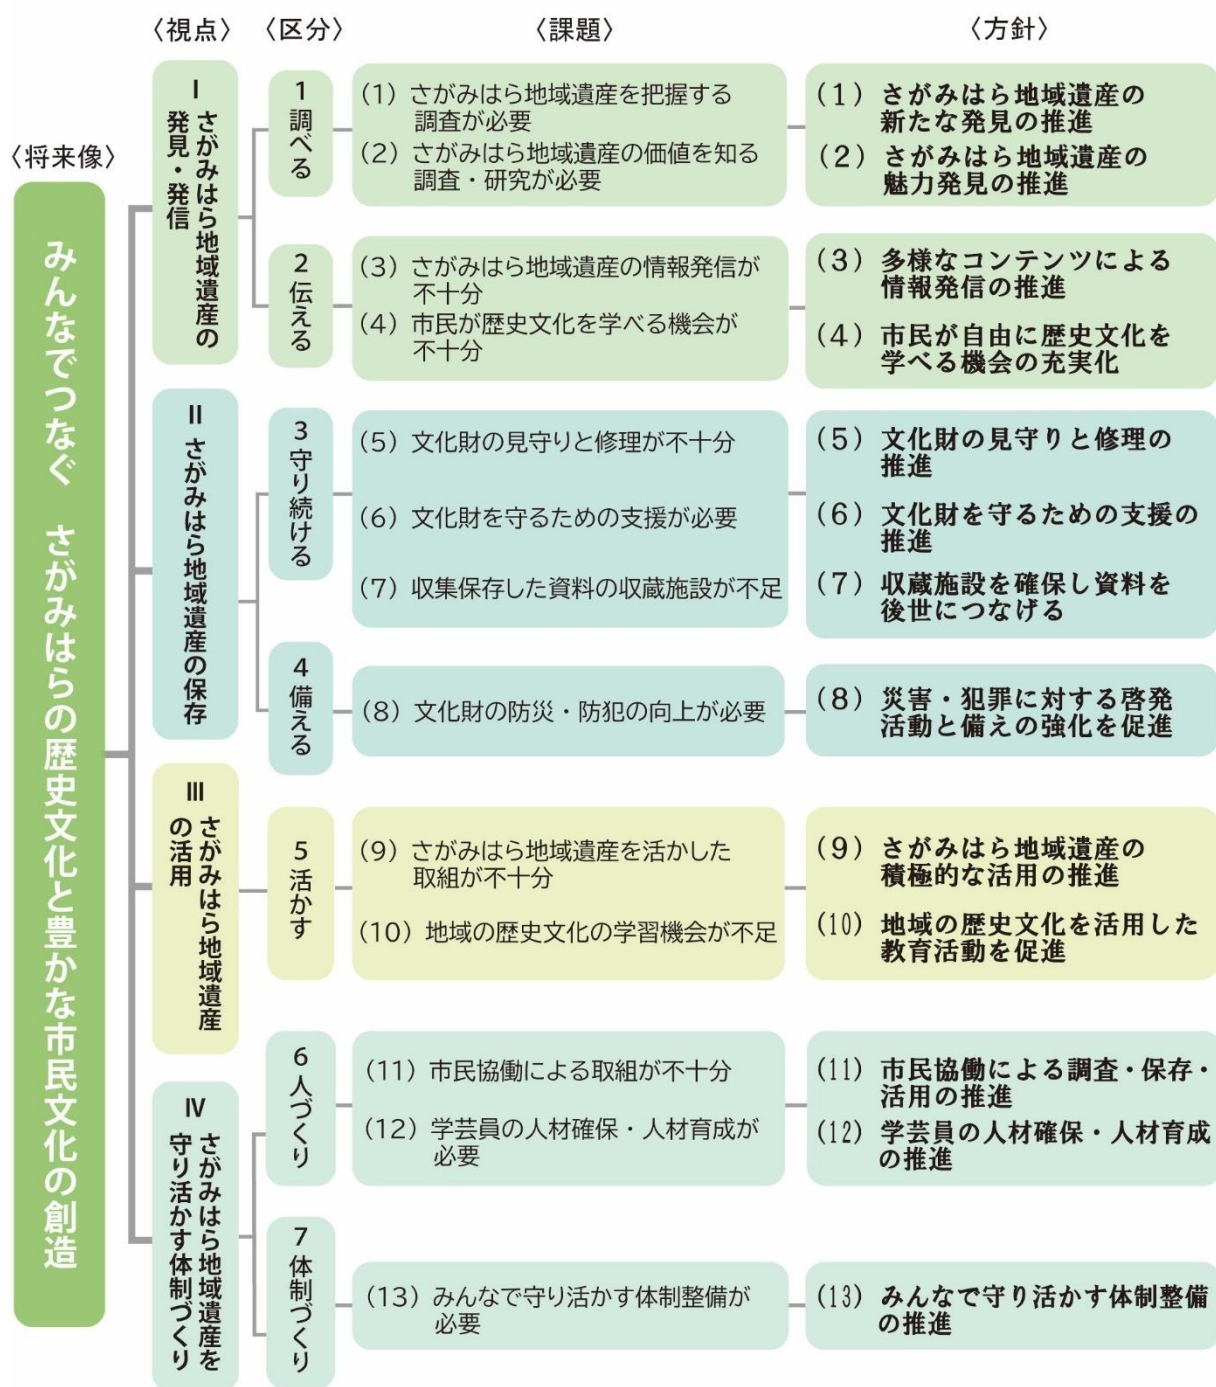 〈将来像〉
みんなでつなぐ　さがみはらの歴史文化と豊かな市民文化の創造
〈視点〉
〈区分〉
〈課題〉
〈方針〉
Ⅰ
さがみはら地域遺産の
発見・発信
1
調べる
(1) さがみはら地域遺産を把握する
調査が必要
(2) さがみはら地域遺産の価値を知る
調査・研究が必要
(1) さがみはら地域遺産の
新たな発見の推進
(2) さがみはら地域遺産の
魅力発見の推進
2
伝える
(3) さがみはら地域遺産の情報発信が
不十分
(4) 市民が歴史文化を学べる機会が
不十分
(3) 多様なコンテンツによる
情報発信の推進
(4) 市民が自由に歴史文化を
学べる機会の充実化
Ⅱ
さがみはら地域遺産の保存
3
守り続ける
(5) 文化財の見守りと修理が不十分
(6) 文化財を守るための支援が必要
(7) 収集保存した資料の収蔵施設が不足
(5) 文化財の見守りと修理の
推進
(6) 文化財を守るための支援の
推進
(7) 収蔵施設を確保し資料を
後世につなげる
4
備える
(8) 文化財の防災・防犯の向上が必要
(8) 災害・犯罪に対する啓発
活動と備えの強化を促進
Ⅲ
さがみはら地域遺産
の活用
5
活かす
(9) さがみはら地域遺産を活かした
取組が不十分
(10) 地域の歴史文化の学習機会が不足
(9) さがみはら地域遺産の
積極的な活用の推進
(10) 地域の歴史文化を活用した
教育活動を促進
Ⅳ
さがみはら地域遺産を
守り活かす体制づくり
6
人づくり
(11) 市民協働による取組が不十分
(12) 学芸員の人材確保・人材育成が
必要
(11) 市民協働による調査・保存・
活用の推進
(12) 学芸員の人材確保・人材育成
の推進
7
体制づくり
(13) みんなで守り活かす体制整備が
必要
(13) みんなで守り活かす体制整備
の推進